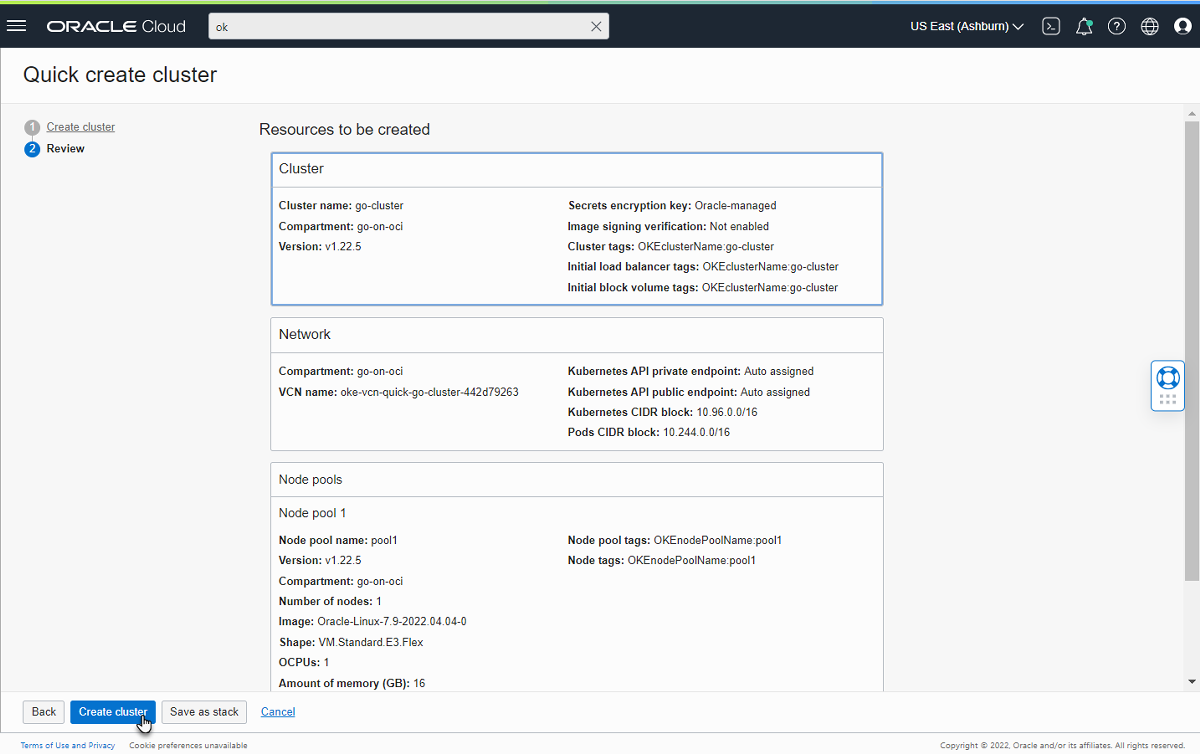 ORACLE Cloud
ok
US East (Ashburn)
Quick create cluster
1 Create cluster
2 Review
Resources to be created
Cluster
Cluster name: go-cluster
Compartment: go-on-oci
Version: v1.22.5
Secrets encryption key: Oracle-managed
Image signing verification: Not enabled
Cluster tags: OKEclusterName:go-cluster
Initial load balancer tags: OKEclusterName:go-cluster
Initial block volume tags: OKEclusterName:go-cluster
Network
Compartment: go-on-oci
VCN name: oke-vcn-quick-go-cluster-442d79263
Kubernetes API private endpoint: Auto assigned
Kubernetes API public endpoint: Auto assigned
Kubernetes CIDR block: 10.96.0.0/16
Pods CIDR block: 10.244.0.0/16
Node pools
Node pool 1
Node pool name: pool1
Version: v1.22.5
Compartment: go-on-oci
Number of nodes: 1
Image: Oracle-Linux-7.9-2022.04.04-0
Shape: VM.Standard.E3.Flex
OCPUs: 1
Amount of memory (GB): 16
Node pool tags: OKEnodePoolName:pool1
Node tags: OKEnodePoolName:pool1
Back
Create cluster
Save as stack
Cancel
Terms of Use and Privacy
Cookie preferences unavailable
Copyright © 2022, Oracle and/or its affiliates. All rights reserved.